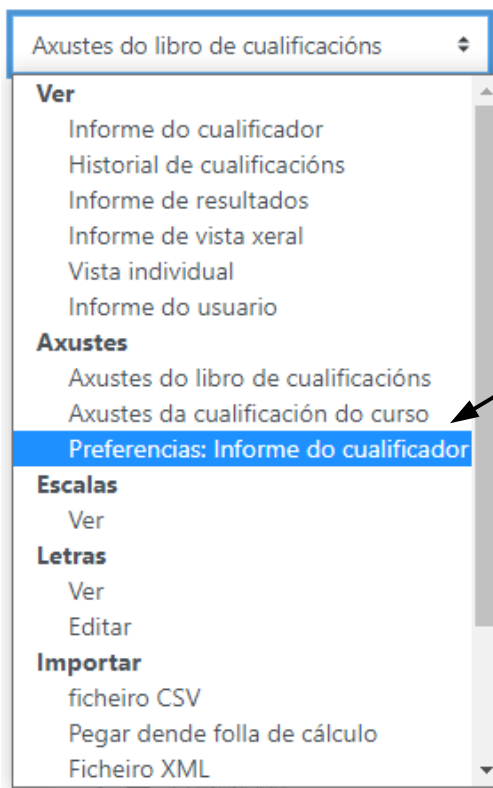 Axustes do libro de cualificacións
Ver
Informe do cualificador
Historial de cualificacións
Informe de resultados
Informe de vista xeral
Vista individual
Informe do usuario
Axustes
Axustes do libro de cualificacións
Axustes da cualificación do curso
Preferencias: Informe do cualificador
Escalas
Ver
Letras
Ver
Editar
Importar
ficheiro CSV
Pegar dende folla de cálculo
Ficheiro XML